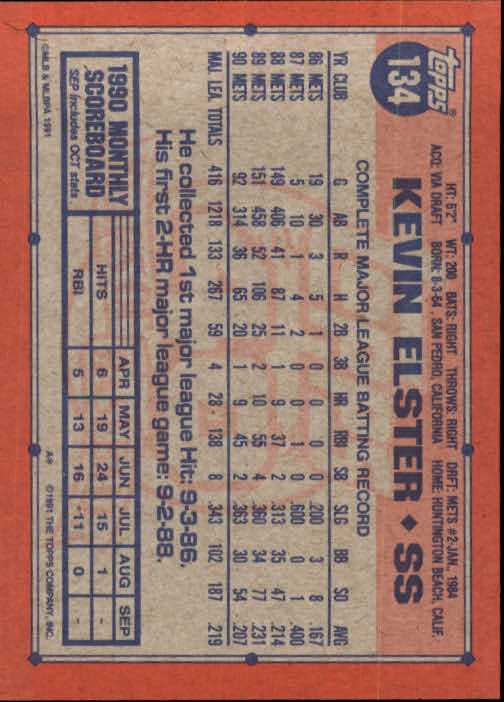 topps®
134
HT: 6'2" WT: 200 BATS: RIGHT THROWS: RIGHT DRFT: METS #2-JAN., 1984
ACQ: VIA DRAFT BORN: 8-3-64, SAN PEDRO, CALIFORNIA HOME: HUNTINGTON BEACH, CALIF.
KEVIN ELSTER ◆ SS
COMPLETE MAJOR LEAGUE BATTING RECORD
YR CLUB G AB R H 2B 3B HR RBI SB SLG BB SO AVG
86 METS 19 30 3 5 1 0 0 0 0 .200 3 8 .167
87 METS 5 10 1 4 2 0 0 1 0 .600 0 1 .400
88 METS 149 406 41 87 11 1 9 37 2 .313 35 47 .214
89 METS 151 458 52 106 25 2 10 55 4 .360 34 77 .231
90 METS 92 314 36 65 20 1 9 45 2 .363 30 54 .207
MAJ. LEA. TOTALS 416 1218 133 267 59 4 28 138 8 .343 102 187 .219
He collected 1st major league Hit: 9-3-86.
His first 2-HR major league game: 9-2-88.
1990 MONTHLY
SCOREBOARD
SEP includes OCT stats
APR MAY JUN JUL AUG SEP
HITS 6 19 24 15 1 -
RBI 5 13 16 11 0 -
©MLB & MLBPA 1991
A* ©1991 THE TOPPS COMPANY, INC.